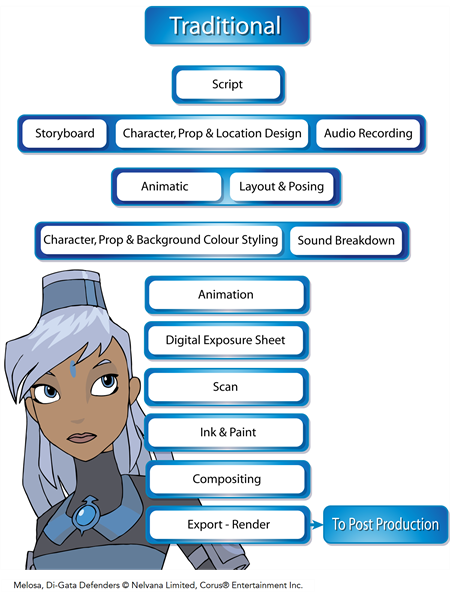 Traditional
Script
Storyboard
Character, Prop & Location Design
Audio Recording
Animatic
Layout & Posing
Character, Prop & Background Colour Styling
Sound Breakdown
Animation
Digital Exposure Sheet
Scan
Ink & Paint
Compositing
Export - Render
To Post Production
Melosa, Di-Gata Defenders © Nelvana Limited, Corus® Entertainment Inc.